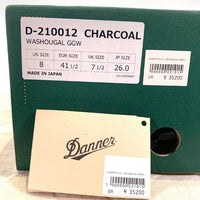 D-210012 CHARCOAL
WASHOUGAL GGW
US SIZE
EUR SIZE
UK SIZE
JP SIZE
8
41 1/2
7 1/2
26.0
MADE IN JAPAN
¥ 35200
Danner
¥ 35200